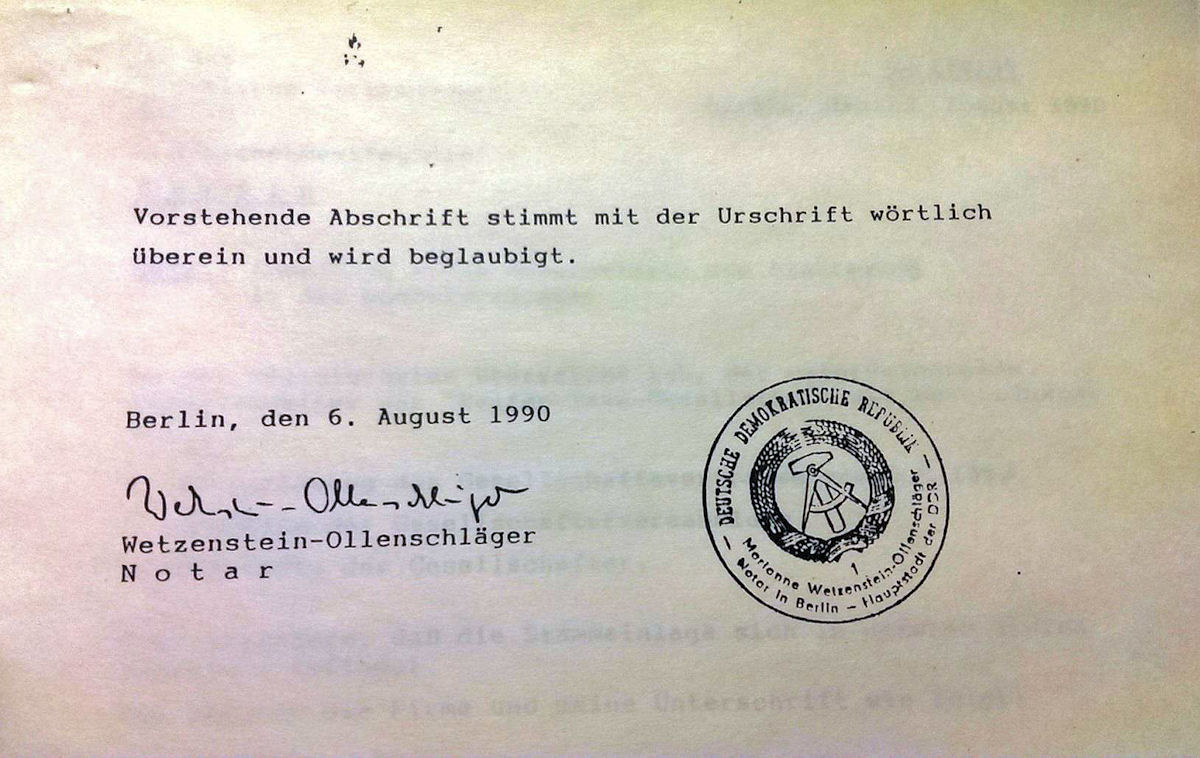 Vorstehende Abschrift stimmt mit der Urschrift wörtlich
überein und wird beglaubigt.
Berlin, den 6. August 1990
Wetzenstein-Ollenschläger
N o t a r
— DEUTSCHE DEMOKRATISCHE REPUBLIK —
1
Marianne Wetzenstein-Ollenschläger
Notar in Berlin — Hauptstadt der DDR